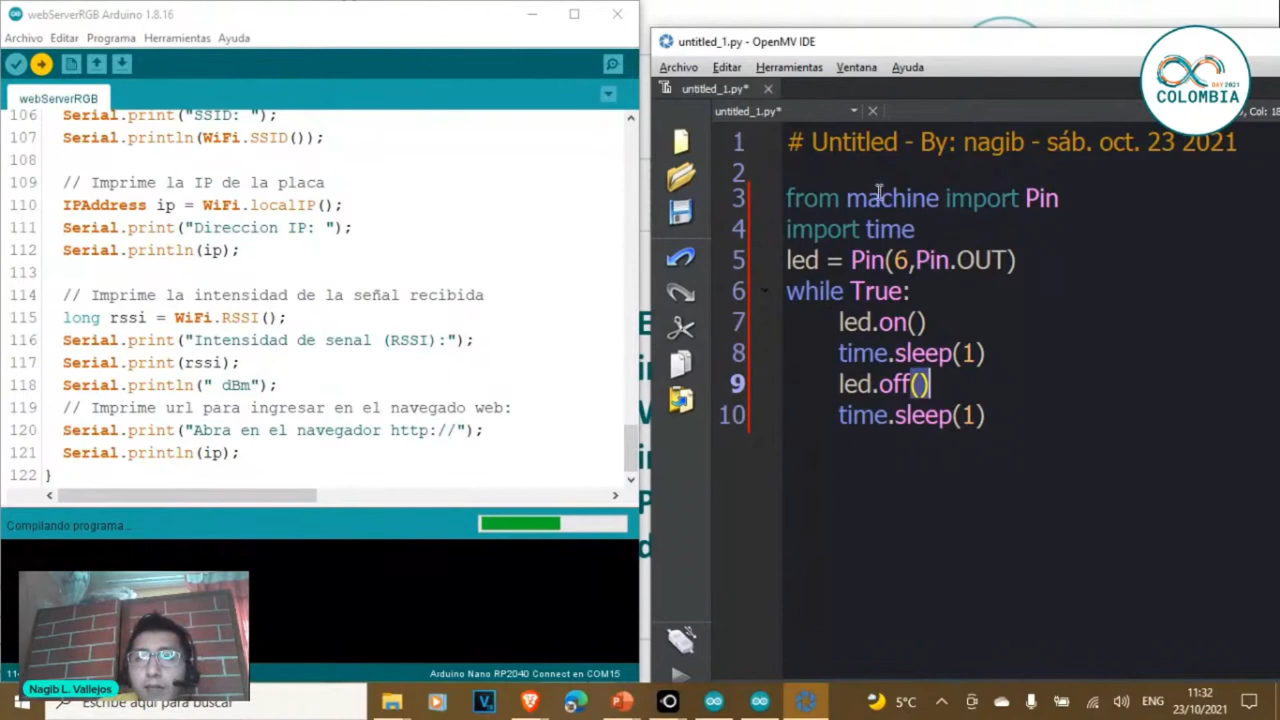 webServerRGB Arduino 1.8.16
Archivo Editar Programa Herramientas Ayuda
webServerRGB
106 Serial.print("SSID: ");
107 Serial.println(WiFi.SSID());
108
109 // Imprime la IP de la placa
110 IPAddress ip = WiFi.localIP();
111 Serial.print("Direccion IP: ");
112 Serial.println(ip);
113
114 // Imprime la intensidad de la señal recibida
115 long rssi = WiFi.RSSI();
116 Serial.print("Intensidad de senal (RSSI):");
117 Serial.print(rssi);
118 Serial.println(" dBm");
119 // Imprime url para ingresar en el navegado web:
120 Serial.print("Abra en el navegador http://");
121 Serial.println(ip);
122 }
Compilando programa...
Arduino Nano RP2040 Connect en COM15
Nagib L. Vallejos
untitled_1.py* - OpenMV IDE
Archivo Editar Herramientas Ventana Ayuda
untitled_1.py*
untitled_1.py*
Col: 18
1 # Untitled - By: nagib - sáb. oct. 23 2021
2
3 from machine import Pin
4 import time
5 led = Pin(6,Pin.OUT)
6 while True:
7 led.on()
8 time.sleep(1)
9 led.off()
10 time.sleep(1)
DAY 2021
COLOMBIA
Escribe aquí para buscar
5°C
ENG
11:32
23/10/2021